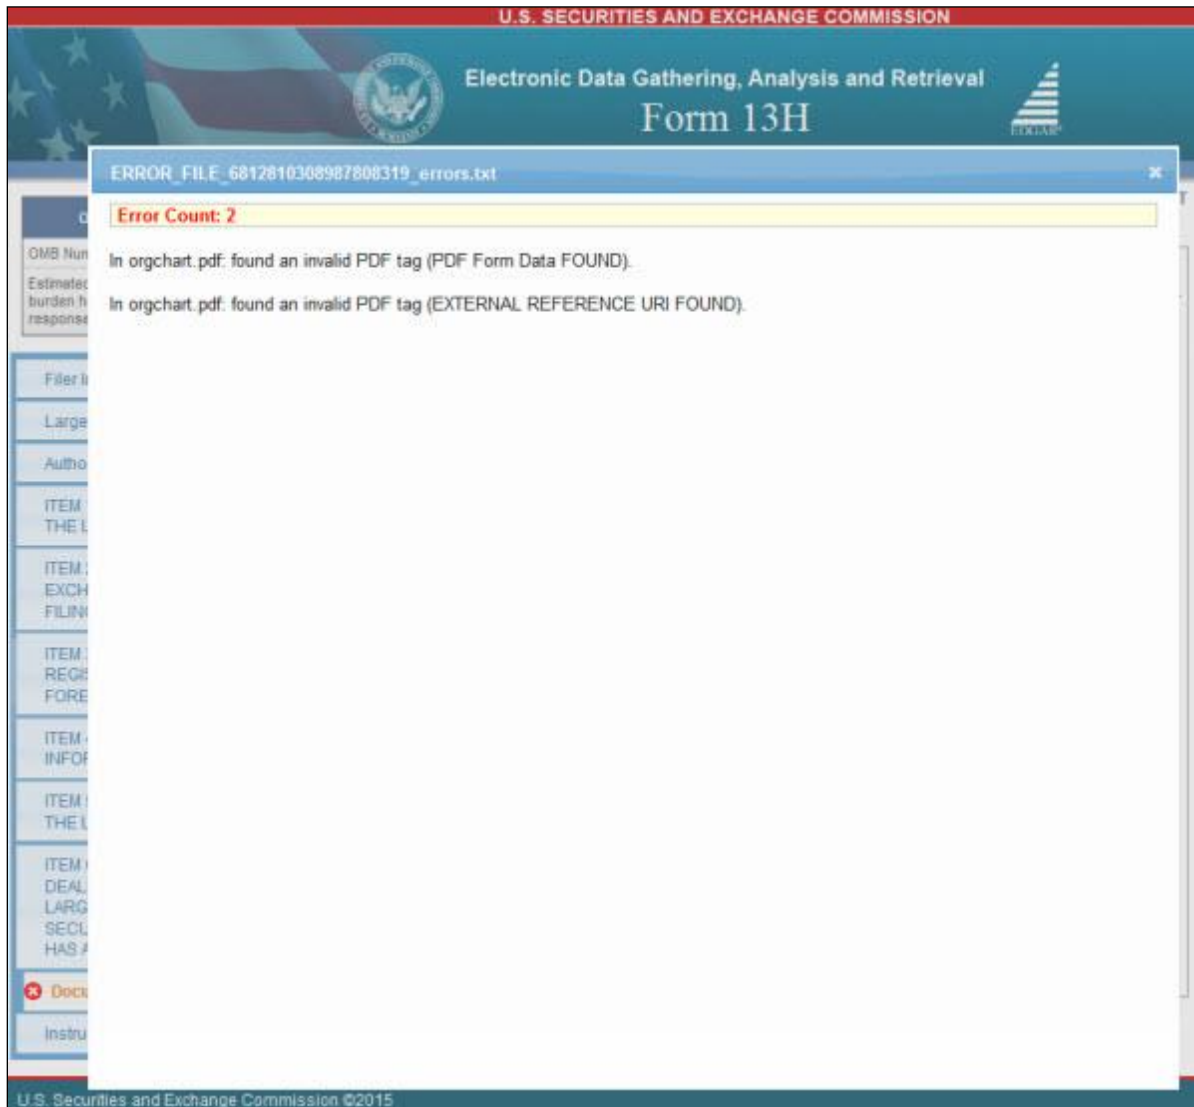 U.S. SECURITIES AND EXCHANGE COMMISSION
Electronic Data Gathering, Analysis and Retrieval
Form 13H
EDGAR®
ERROR_FILE_6812810308987808319_errors.txt
Error Count: 2
OMB Num
Estimated
burden h
response
In orgchart.pdf: found an invalid PDF tag (PDF Form Data FOUND).
In orgchart.pdf: found an invalid PDF tag (EXTERNAL REFERENCE URI FOUND).
Filer I
Large
Autho
ITEM
THE L
ITEM
EXCH
FILING
ITEM
REGIS
FORE
ITEM
INFOR
ITEM
THE L
ITEM
DEAL
LARG
SECU
HAS A
Docu
Instru
U.S. Securities and Exchange Commission ©2015